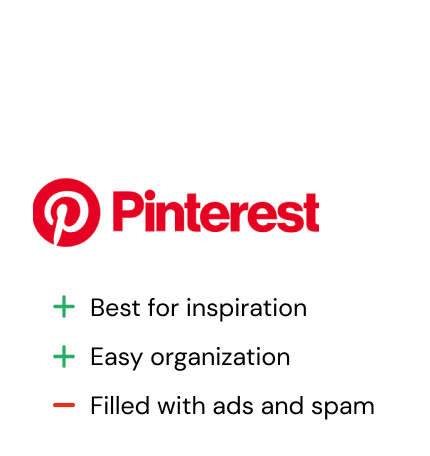 Pinterest
Best for inspiration
Easy organization
Filled with ads and spam